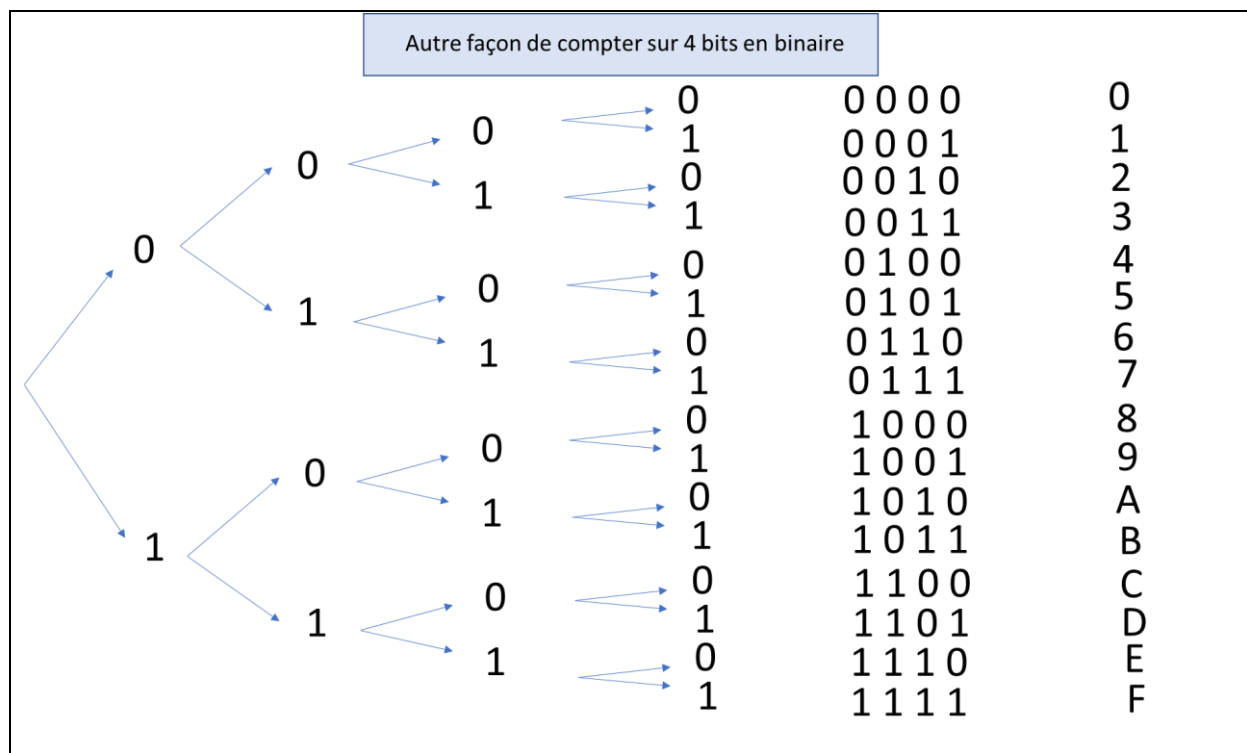 Autre façon de compter sur 4 bits en binaire
0 0 0 0 0 0
0 1 0 0 0 1 1
0 1 0 0 0 1 0 2
1 0 0 1 1 3
0 0 0 1 0 0 4
0 1 0 1 0 1 5
1 0 0 1 1 0 6
1 1 0 1 1 1 7
0 1 0 0 0 8
0 1 1 0 0 1 9
0 0 1 0 1 0 A
1 1 1 0 1 1 B
1 0 1 1 0 0 C
0 1 1 1 0 1 D
1 0 1 1 1 0 E
1 1 1 1 1 1 F